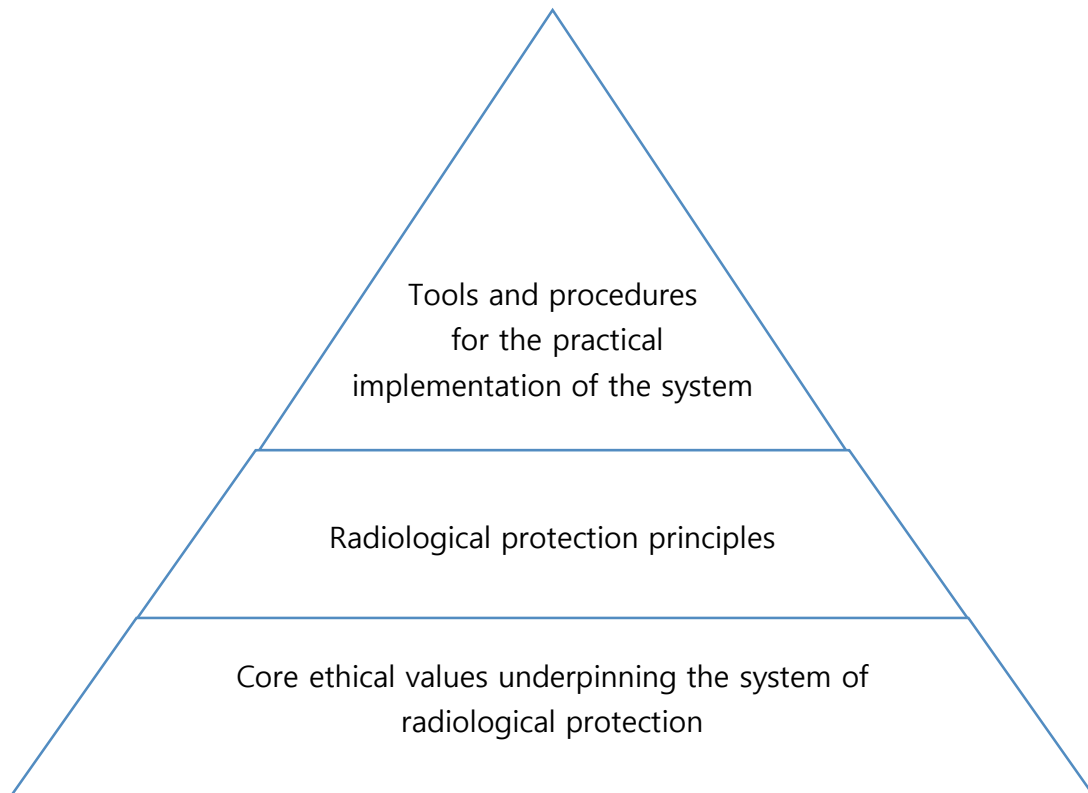 Tools and procedures
for the practical
implementation of the system
Radiological protection principles
Core ethical values underpinning the system of
radiological protection